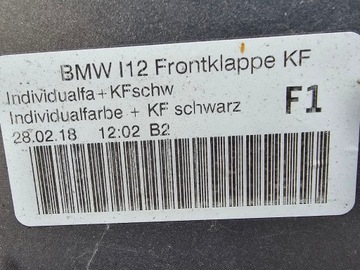 BMW I12 Frontklappe KF
Individualfa+KFschw
Individualfarbe + KF schwarz F1
28.02.18 12:02 B2